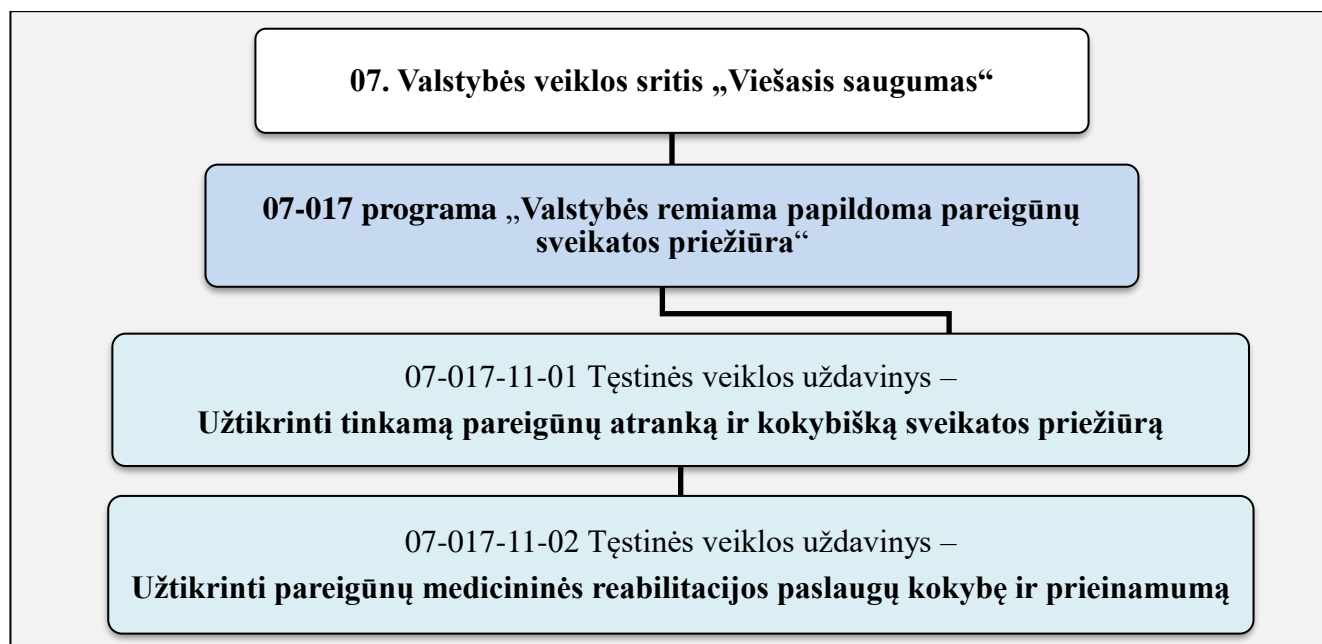 07. Valstybės veiklos sritis „Viešasis saugumas“
07-017 programa „Valstybės remiama papildoma pareigūnų
sveikatos priežiūra“
07-017-11-01 Tęstinės veiklos uždavinys –
Užtikrinti tinkamą pareigūnų atranką ir kokybišką sveikatos priežiūrą
07-017-11-02 Tęstinės veiklos uždavinys –
Užtikrinti pareigūnų medicininės reabilitacijos paslaugų kokybę ir prieinamumą